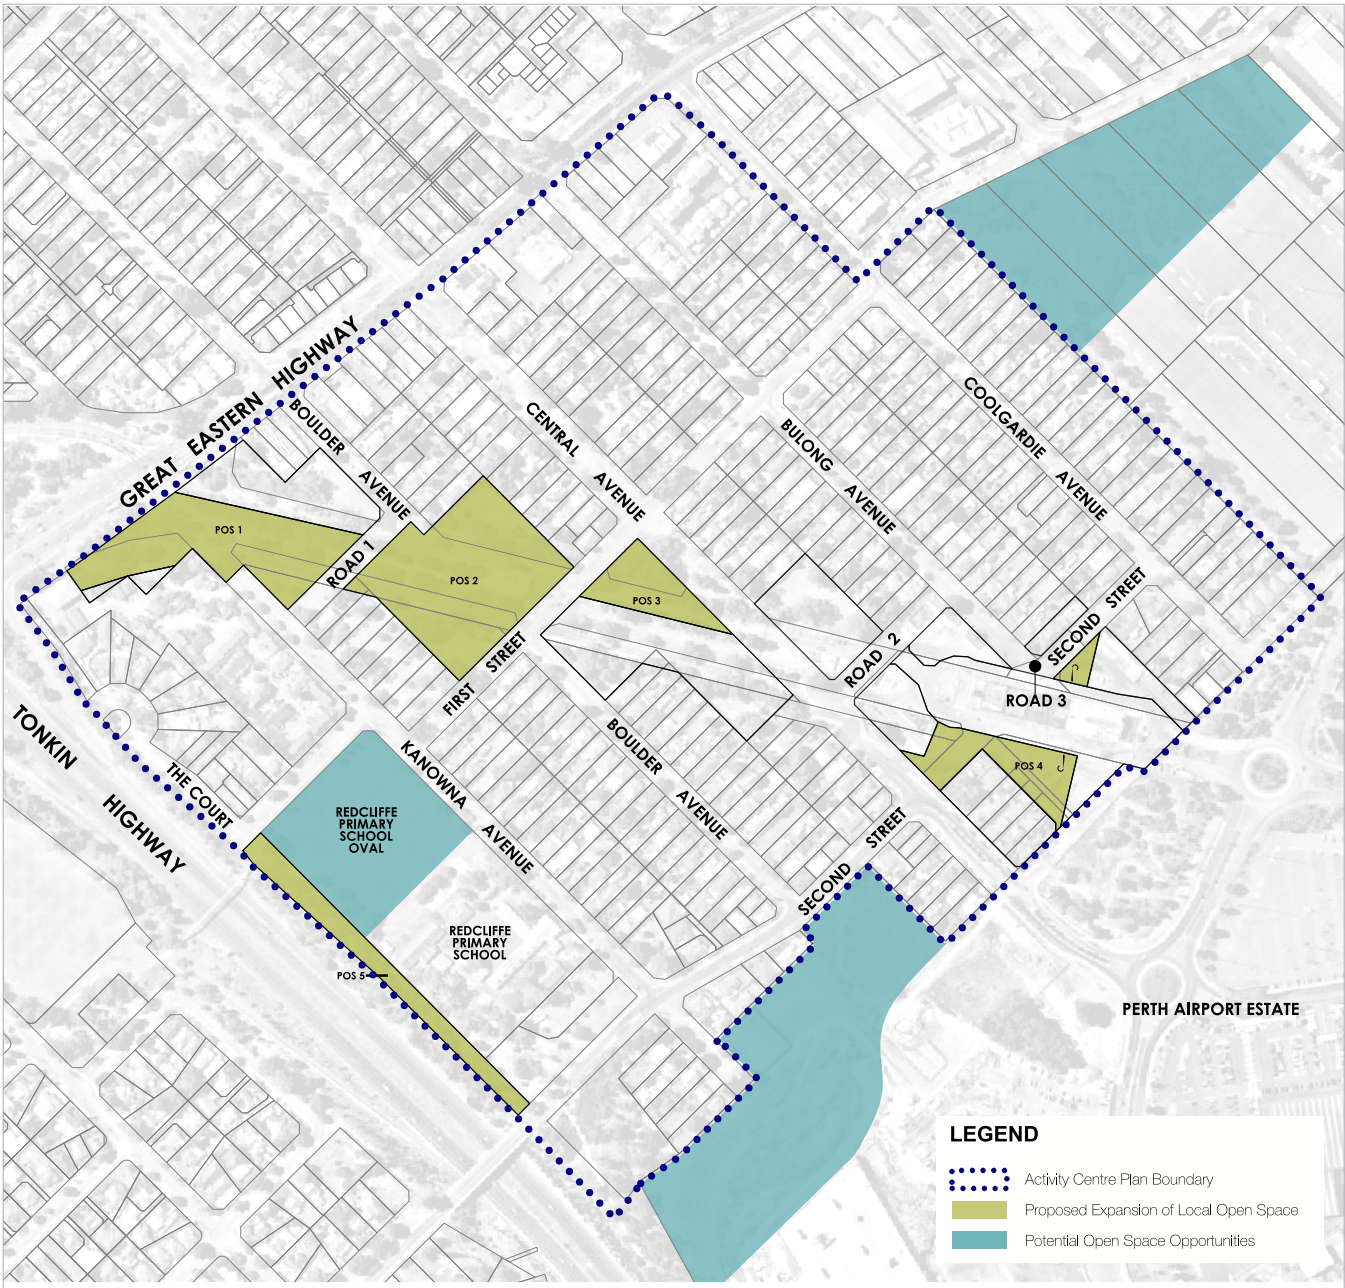 GREAT EASTERN HIGHWAY
BOULDER AVENUE
CENTRAL AVENUE
BULONG AVENUE
COOLGARDIE AVENUE
POS 1
ROAD 1
POS 2
POS 3
FIRST STREET
ROAD 2
SECOND STREET
ROAD 3
POS 4
TONKIN HIGHWAY
THE COURT
KANOWNA AVENUE
BOULDER AVENUE
SECOND STREET
REDCLIFFE
PRIMARY
SCHOOL
OVAL
REDCLIFFE
PRIMARY
SCHOOL
POS 5
PERTH AIRPORT ESTATE
LEGEND
Activity Centre Plan Boundary
Proposed Expansion of Local Open Space
Potential Open Space Opportunities